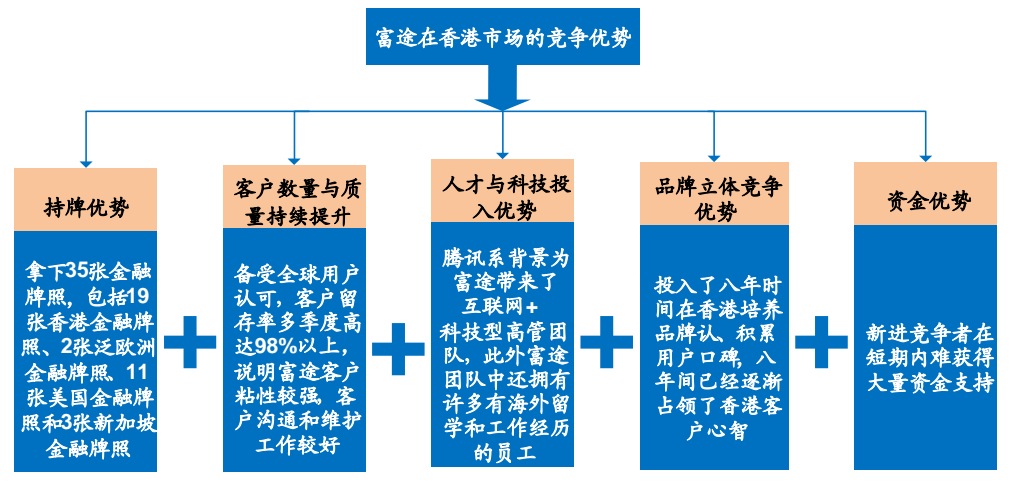 富途在香港市场的竞争优势
持牌优势
拿下35张金融
牌照，包括19
张香港金融牌
照、2张泛欧洲
金融牌照、11
张美国金融牌
照和3张新加坡
金融牌照
客户数量与质
量持续提升
备受全球用户
认可，客户留
存率多季度高
达98%以上，
说明富途客户
粘性较强，客
户沟通和维护
工作较好
人才与科技投
入优势
腾讯系背景为
富途带来了
互联网+
科技型高管团
队，此外富途
团队中还拥有
许多有海外留
学和工作经历
的员工
品牌立体竞争
优势
投入了八年时
间在香港培养
品牌认、积累
用户口碑，八
年间已经逐渐
占领了香港客
户心智
资金优势
新进竞争者在
短期内难获得
大量资金支持